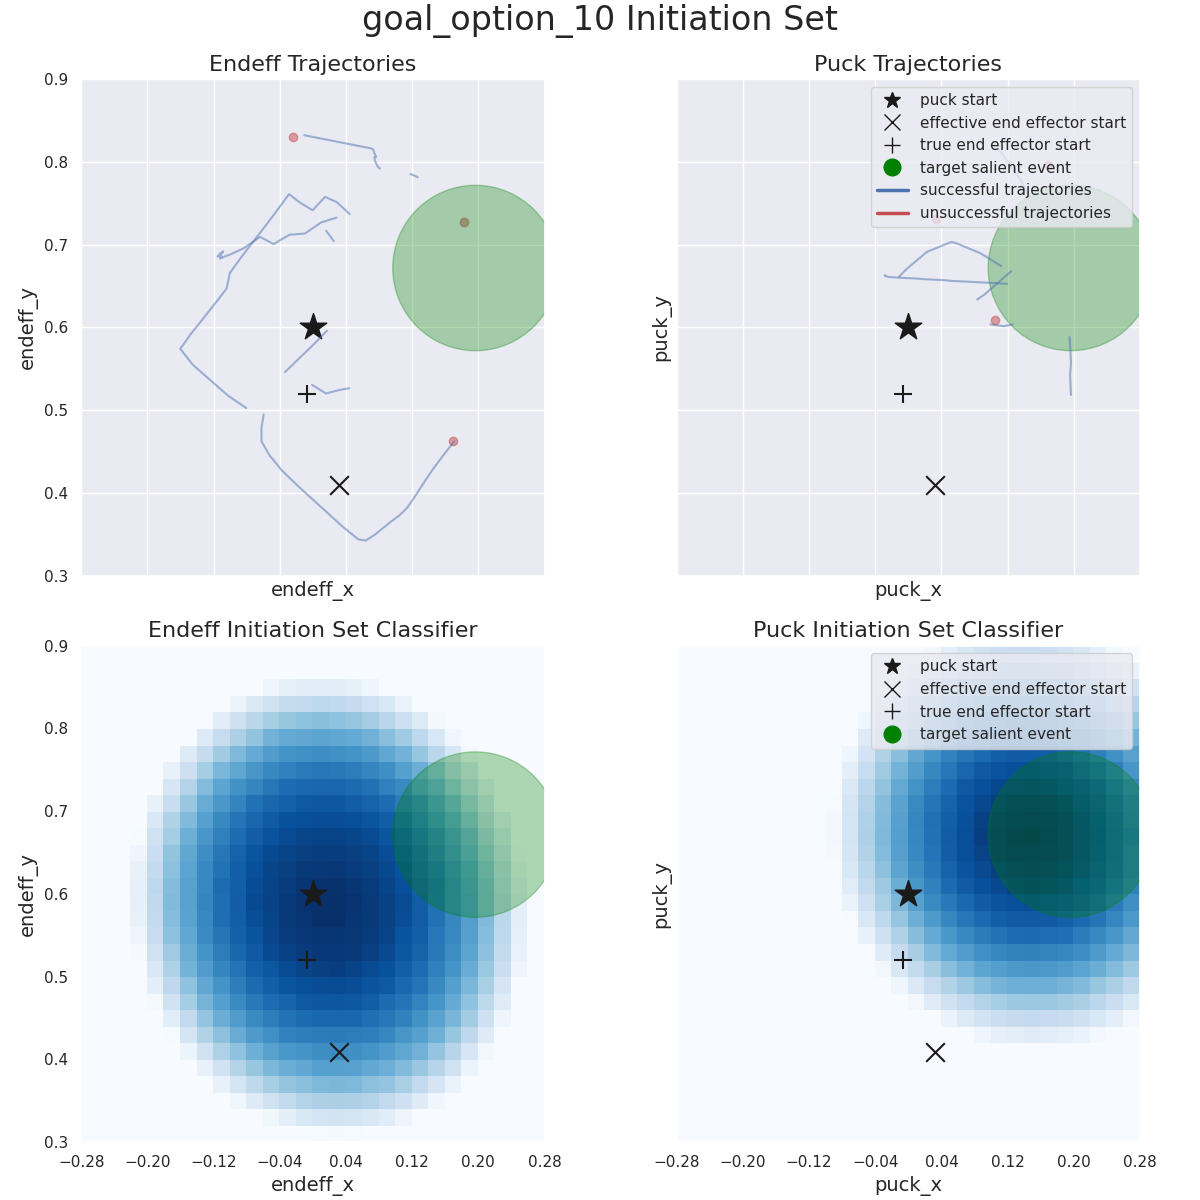 goal_option_10 Initiation Set
Endeff Trajectories
0.9
0.8
0.7
0.6
0.5
0.4
0.3
endeff_y
endeff_x
Puck Trajectories
puck start
effective end effector start
true end effector start
target salient event
successful trajectories
unsuccessful trajectories
puck_y
puck_x
Endeff Initiation Set Classifier
0.9
0.8
0.7
0.6
0.5
0.4
0.3
endeff_y
−0.28 −0.20 −0.12 −0.04 0.04 0.12 0.20 0.28
endeff_x
Puck Initiation Set Classifier
puck start
effective end effector start
true end effector start
target salient event
puck_y
−0.28 −0.20 −0.12 −0.04 0.04 0.12 0.20 0.28
puck_x